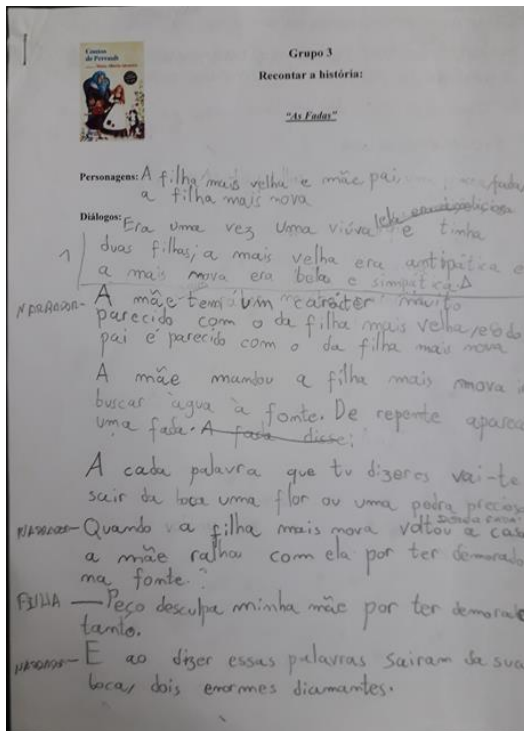 Contos
de Perrault
Grupo 3
Recontar a história:
"As Fadas"
Personagens: A filha mais velha e mãe, pai, fada,
a filha mais nova
Diálogos: Era uma vez uma viúva e tinha
1 duas filhas, a mais velha era antipática e
a mais nova era bela e simpática.
NARRADOR- A mãe tem um "caráter" muito
parecido com o da filha mais velha, e o do
pai é parecido com o da filha mais nova
A mãe mandou a filha mais nova
buscar água à fonte. De repente apareceu
uma fada. A fada disse:
A cada palavra que tu dizeres vai-te
sair da boca uma flor ou uma pedra preciosa
NARRADOR- Quando a filha mais nova voltou a casa
a mãe ralhou com ela por ter demorado
na fonte.
FILHA — Peço desculpa minha mãe por ter demorado
tanto.
NARRADOR- E ao dizer essas palavras sairam da sua
boca, dois enormes diamantes.